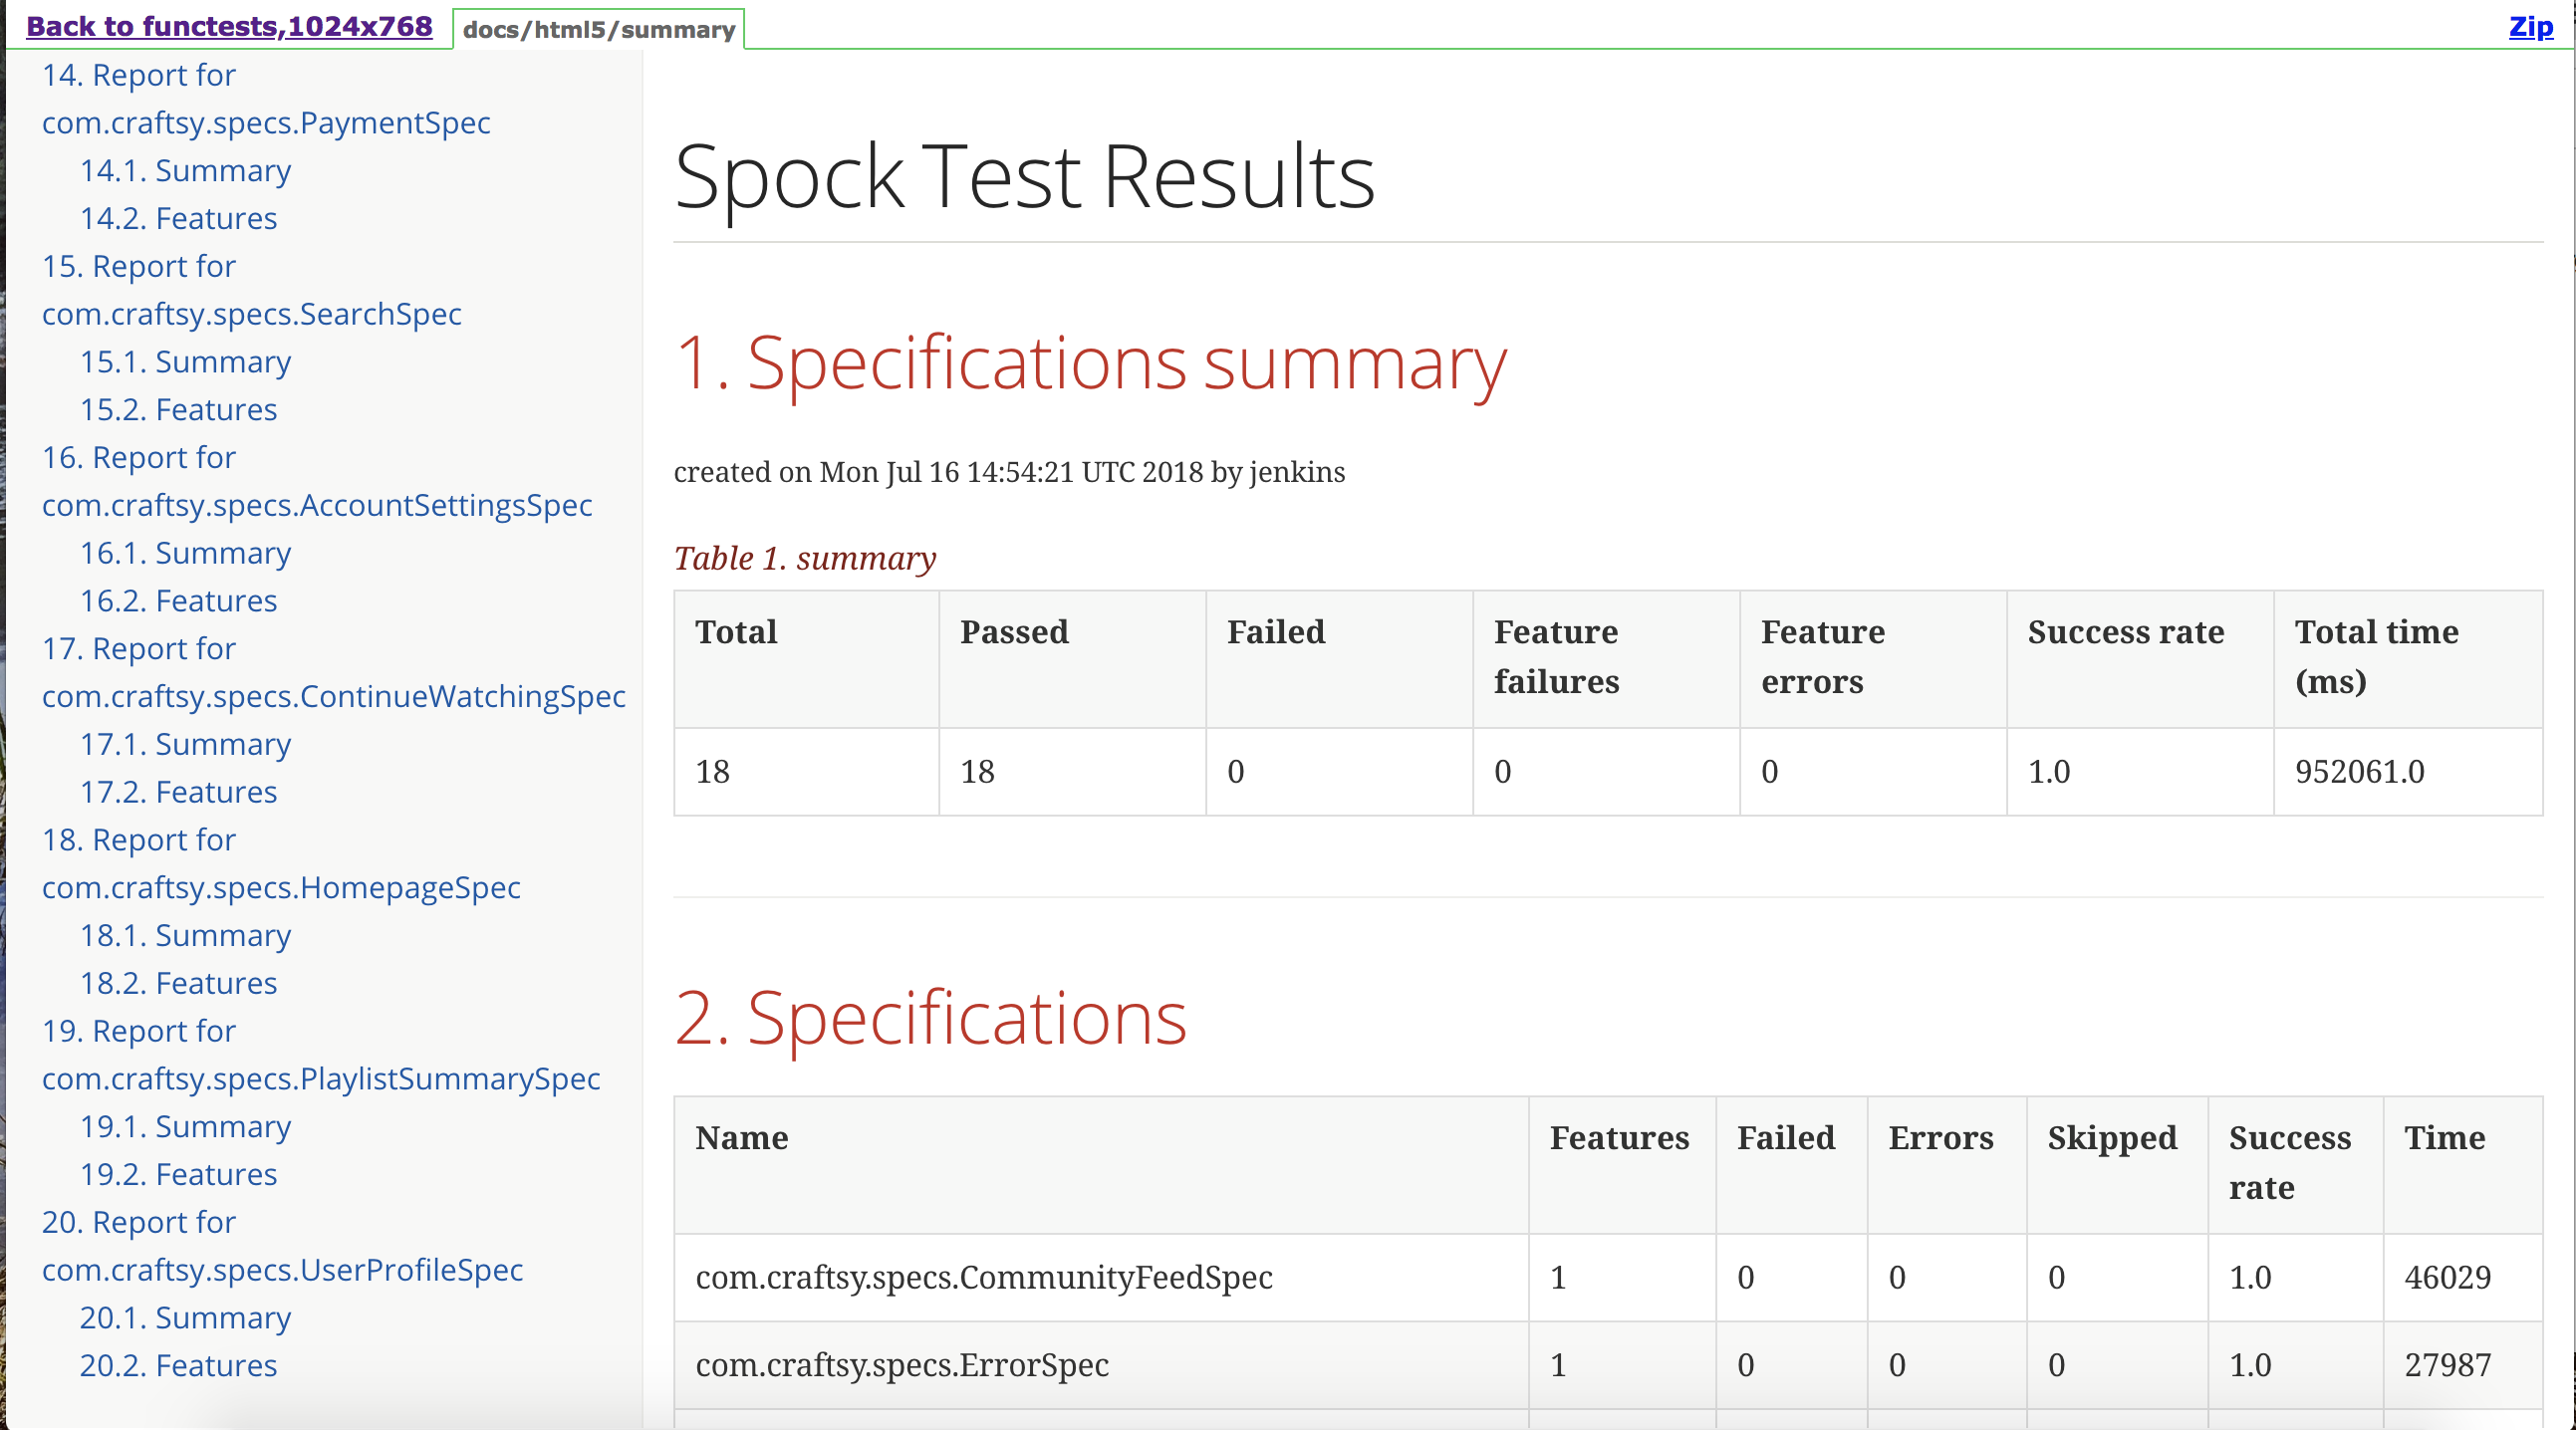 Back to functests,1024x768
docs/html5/summary
Zip
14. Report for
com.craftsy.specs.PaymentSpec
14.1. Summary
14.2. Features
15. Report for
com.craftsy.specs.SearchSpec
15.1. Summary
15.2. Features
16. Report for
com.craftsy.specs.AccountSettingsSpec
16.1. Summary
16.2. Features
17. Report for
com.craftsy.specs.ContinueWatchingSpec
17.1. Summary
17.2. Features
18. Report for
com.craftsy.specs.HomepageSpec
18.1. Summary
18.2. Features
19. Report for
com.craftsy.specs.PlaylistSummarySpec
19.1. Summary
19.2. Features
20. Report for
com.craftsy.specs.UserProfileSpec
20.1. Summary
20.2. Features
Spock Test Results
1. Specifications summary
created on Mon Jul 16 14:54:21 UTC 2018 by jenkins
Table 1. summary
Total Passed Failed Feature failures Feature errors Success rate Total time (ms)
18 18 0 0 0 1.0 952061.0
2. Specifications
Name Features Failed Errors Skipped Success rate Time
com.craftsy.specs.CommunityFeedSpec 1 0 0 0 1.0 46029
com.craftsy.specs.ErrorSpec 1 0 0 0 1.0 27987